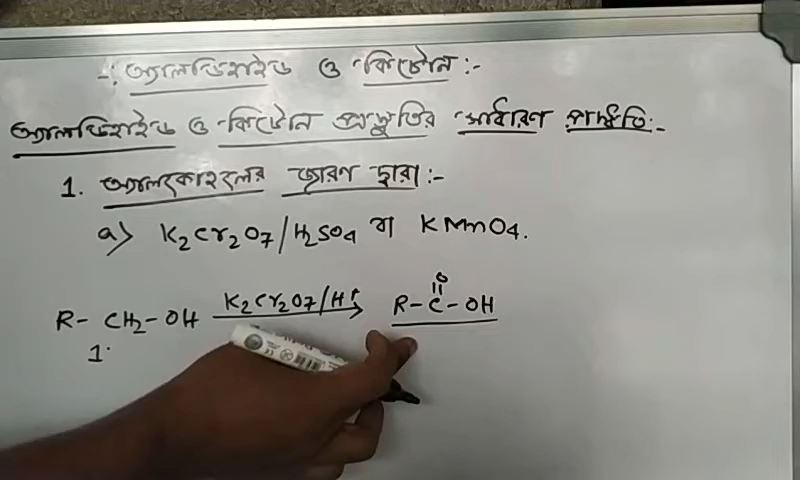 -: অ্যালডিহাইড ও কিটোন :-
অ্যালডিহাইড ও কিটোন প্রস্তুতির সাধারণ পদ্ধতি :-
1. অ্যালকোহলের জারণ দ্বারা :-
a) K₂Cr₂O₇/H₂SO₄ বা KMnO₄.
O
R-CH₂-OH K₂Cr₂O₇/H⁺ → R-C-OH
1°